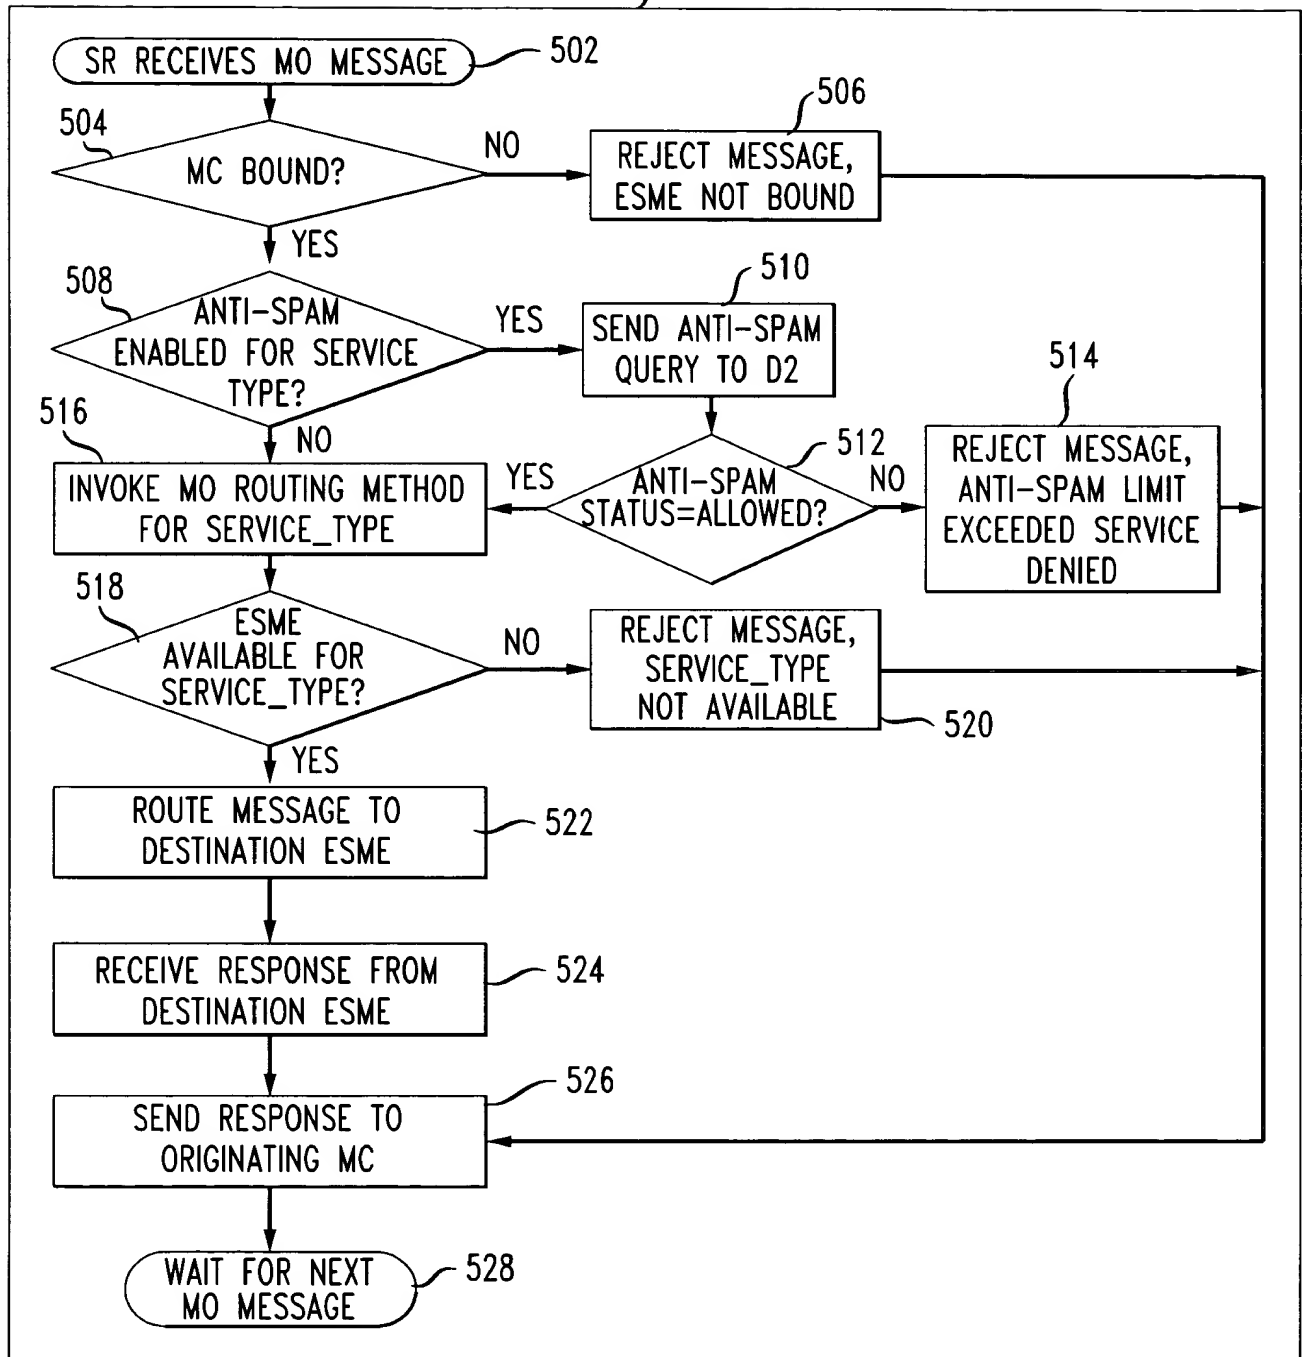 SR RECEIVES MO MESSAGE
502
504
MC BOUND?
NO
506
REJECT MESSAGE,
ESME NOT BOUND
YES
508
ANTI-SPAM
ENABLED FOR SERVICE
TYPE?
YES
510
SEND ANTI-SPAM
QUERY TO D2
NO
512
ANTI-SPAM
STATUS=ALLOWED?
YES
NO
514
REJECT MESSAGE,
ANTI-SPAM LIMIT
EXCEEDED SERVICE
DENIED
516
INVOKE MO ROUTING METHOD
FOR SERVICE_TYPE
518
ESME
AVAILABLE FOR
SERVICE_TYPE?
NO
REJECT MESSAGE,
SERVICE_TYPE
NOT AVAILABLE
520
YES
ROUTE MESSAGE TO
DESTINATION ESME
522
RECEIVE RESPONSE FROM
DESTINATION ESME
524
SEND RESPONSE TO
ORIGINATING MC
526
WAIT FOR NEXT
MO MESSAGE
528